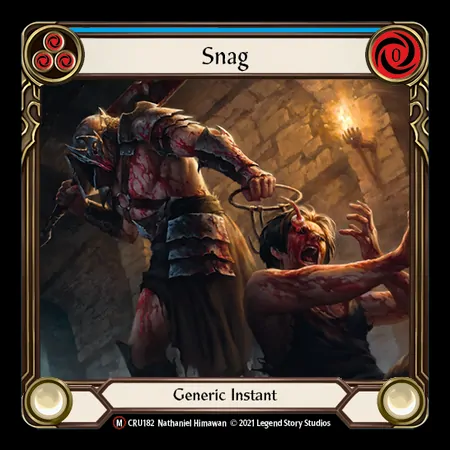 0
Snag
Generic Instant
M CRU182 Nathaniel Himawan © 2021 Legend Story Studios